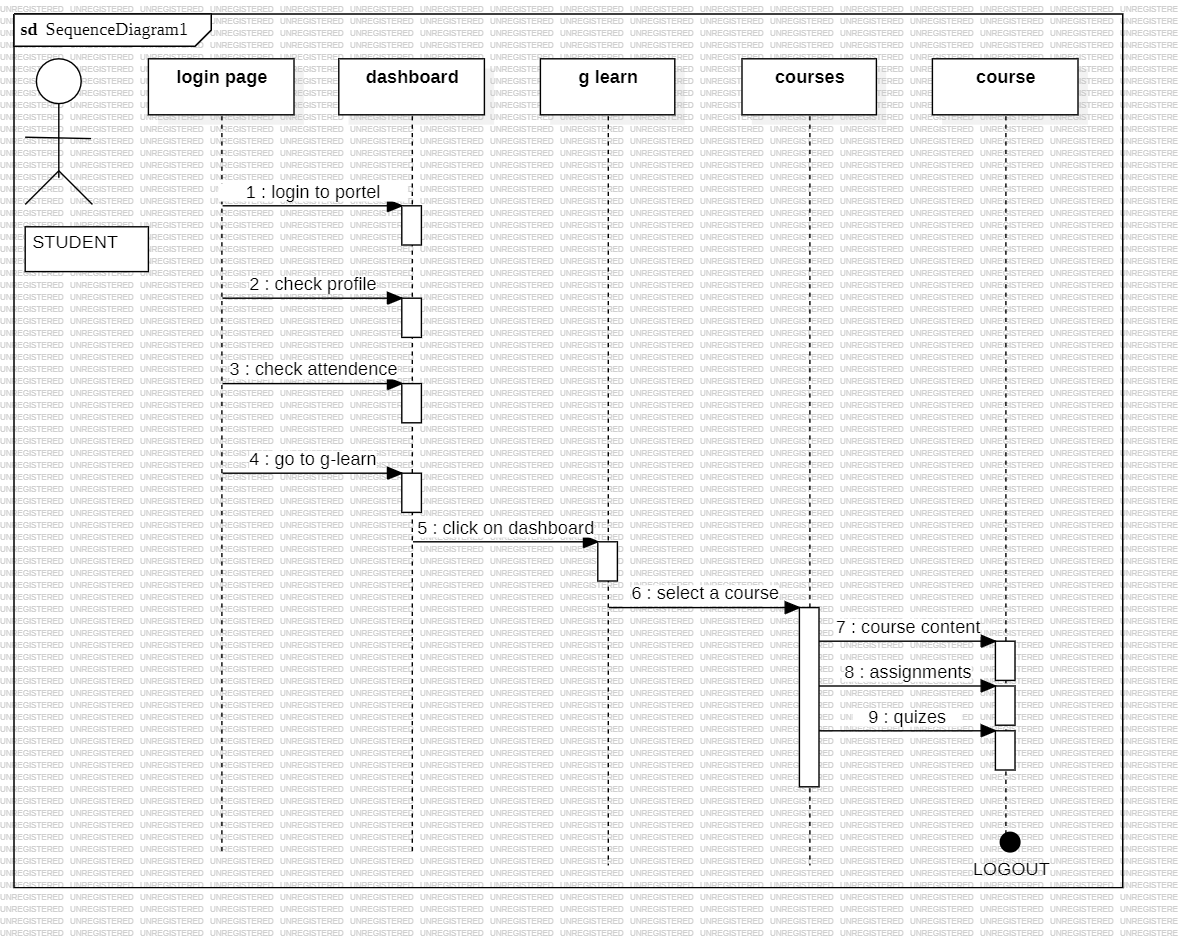 sd SequenceDiagram1
login page
dashboard
g learn
courses
course
STUDENT
1 : login to portel
2 : check profile
3 : check attendence
4 : go to g-learn
5 : click on dashboard
6 : select a course
7 : course content
8 : assignments
9 : quizes
LOGOUT
UNREGISTERED